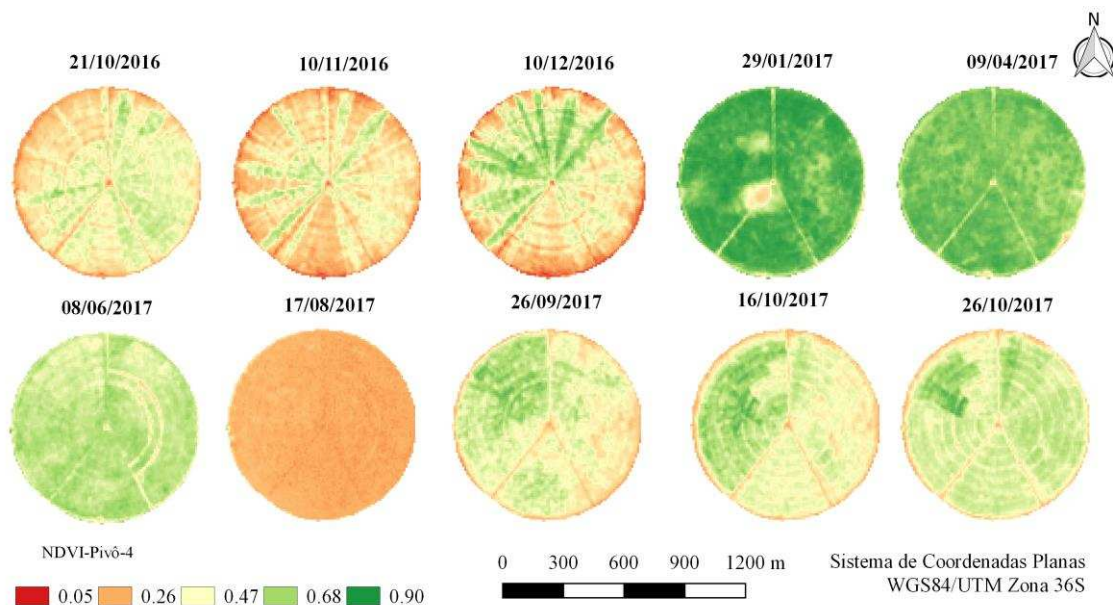 N
21/10/2016 10/11/2016 10/12/2016 29/01/2017 09/04/2017
08/06/2017 17/08/2017 26/09/2017 16/10/2017 26/10/2017
NDVI-Pivô-4
0.05 0.26 0.47 0.68 0.90
0 300 600 900 1200 m
Sistema de Coordenadas Planas
WGS84/UTM Zona 36S